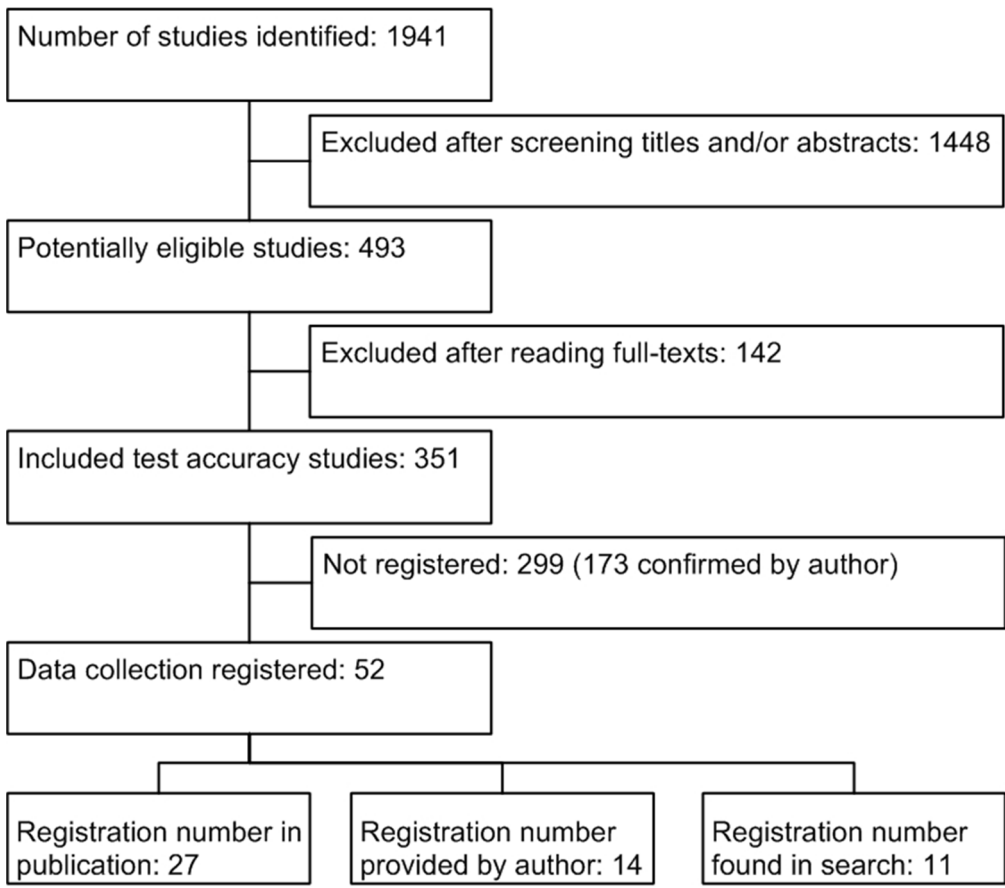 Number of studies identified: 1941
Excluded after screening titles and/or abstracts: 1448
Potentially eligible studies: 493
Excluded after reading full-texts: 142
Included test accuracy studies: 351
Not registered: 299 (173 confirmed by author)
Data collection registered: 52
Registration number in
publication: 27
Registration number
provided by author: 14
Registration number
found in search: 11